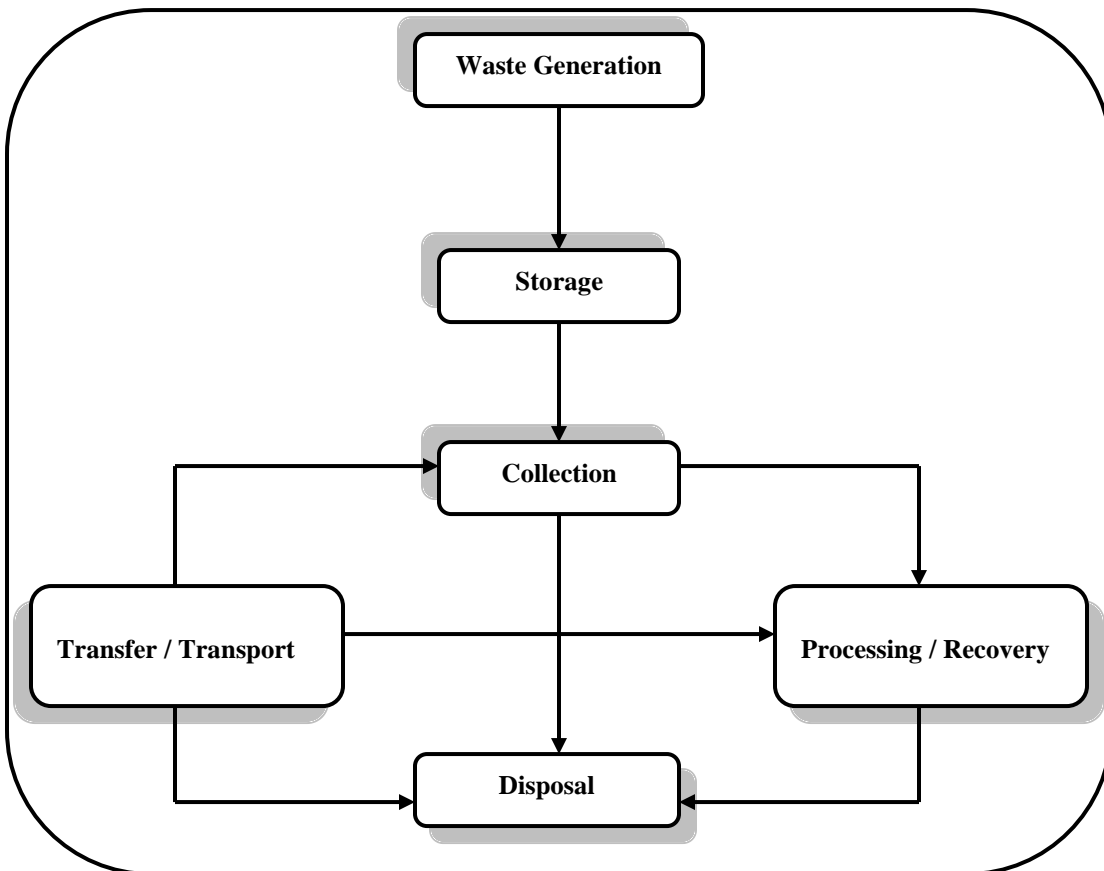 Waste Generation
Storage
Collection
Transfer / Transport
Processing / Recovery
Disposal